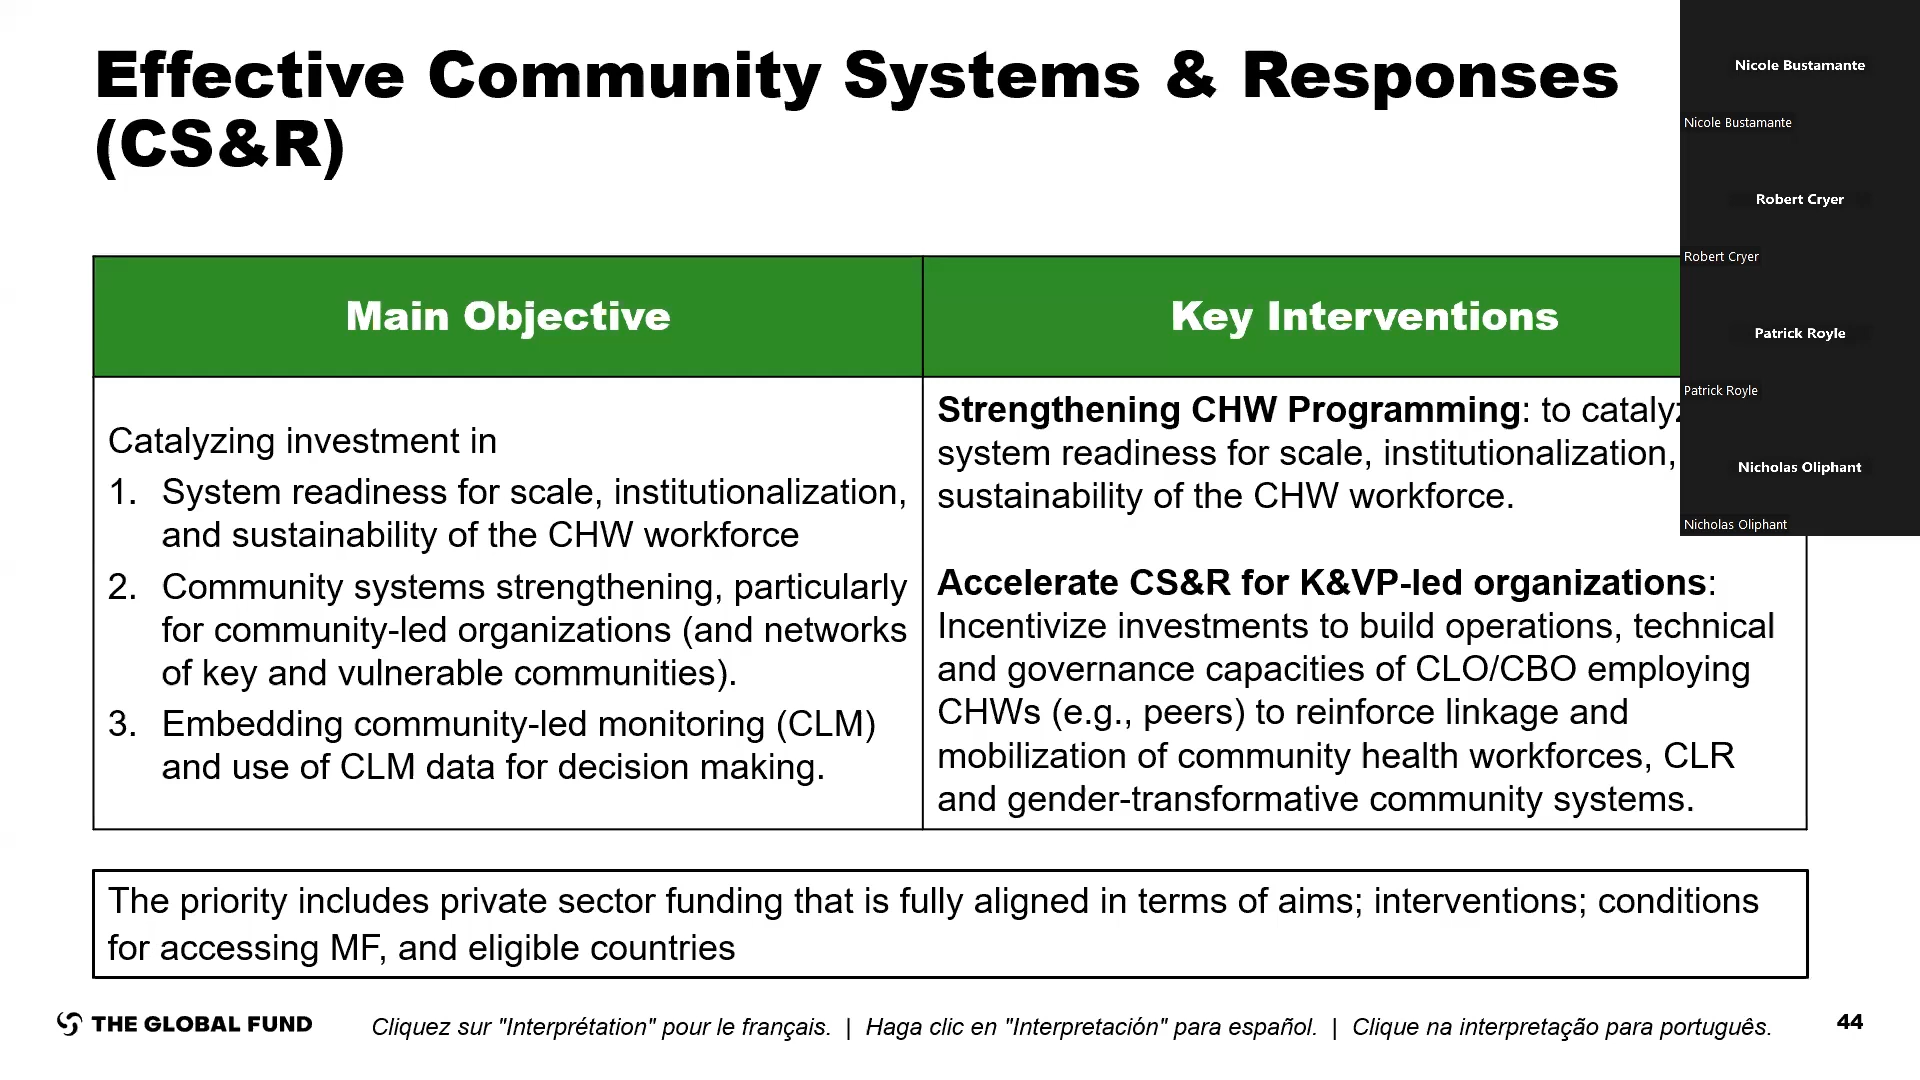 Effective Community Systems & Responses
(CS&R)
Main Objective
Key Interventions
Catalyzing investment in
1. System readiness for scale, institutionalization,
and sustainability of the CHW workforce
2. Community systems strengthening, particularly
for community-led organizations (and networks
of key and vulnerable communities).
3. Embedding community-led monitoring (CLM)
and use of CLM data for decision making.
Strengthening CHW Programming: to
system readiness for scale, institutionalization,
sustainability of the CHW workforce.
Accelerate CS&R for K&VP-led organizations:
Incentivize investments to build operations, technical
and governance capacities of CLO/CBO employing
CHWs (e.g., peers) to reinforce linkage and
mobilization of community health workforces, CLR
and gender-transformative community systems.
The priority includes private sector funding that is fully aligned in terms of aims; interventions; conditions
for accessing MF, and eligible countries
THE GLOBAL FUND
Cliquez sur "Interprétation" pour le français. | Haga clic en "Interpretación" para español. | Clique na interpretação para português.
44
Nicole Bustamante
Nicole Bustamante
Robert Cryer
Robert Cryer
Patrick Royle
Patrick Royle
Nicholas Oliphant
Nicholas Oliphant